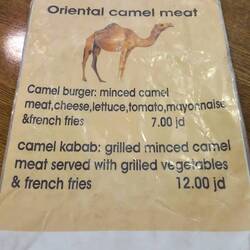 Oriental camel meat
Camel burger: minced camel
meat,cheese,lettuce,tomato,mayonnaise
&french fries 7.00 jd
camel kabab: grilled minced camel
meat served with grilled vegetables
& french fries 12.00 jd